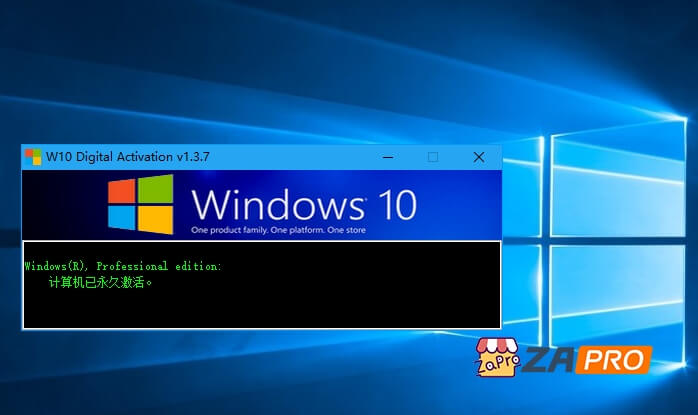 W10 Digital Activation v1.3.7
Windows® 10
One product family. One platform. One store
Windows(R), Professional edition:
计算机已永久激活。
ZaPro
ZAPRO